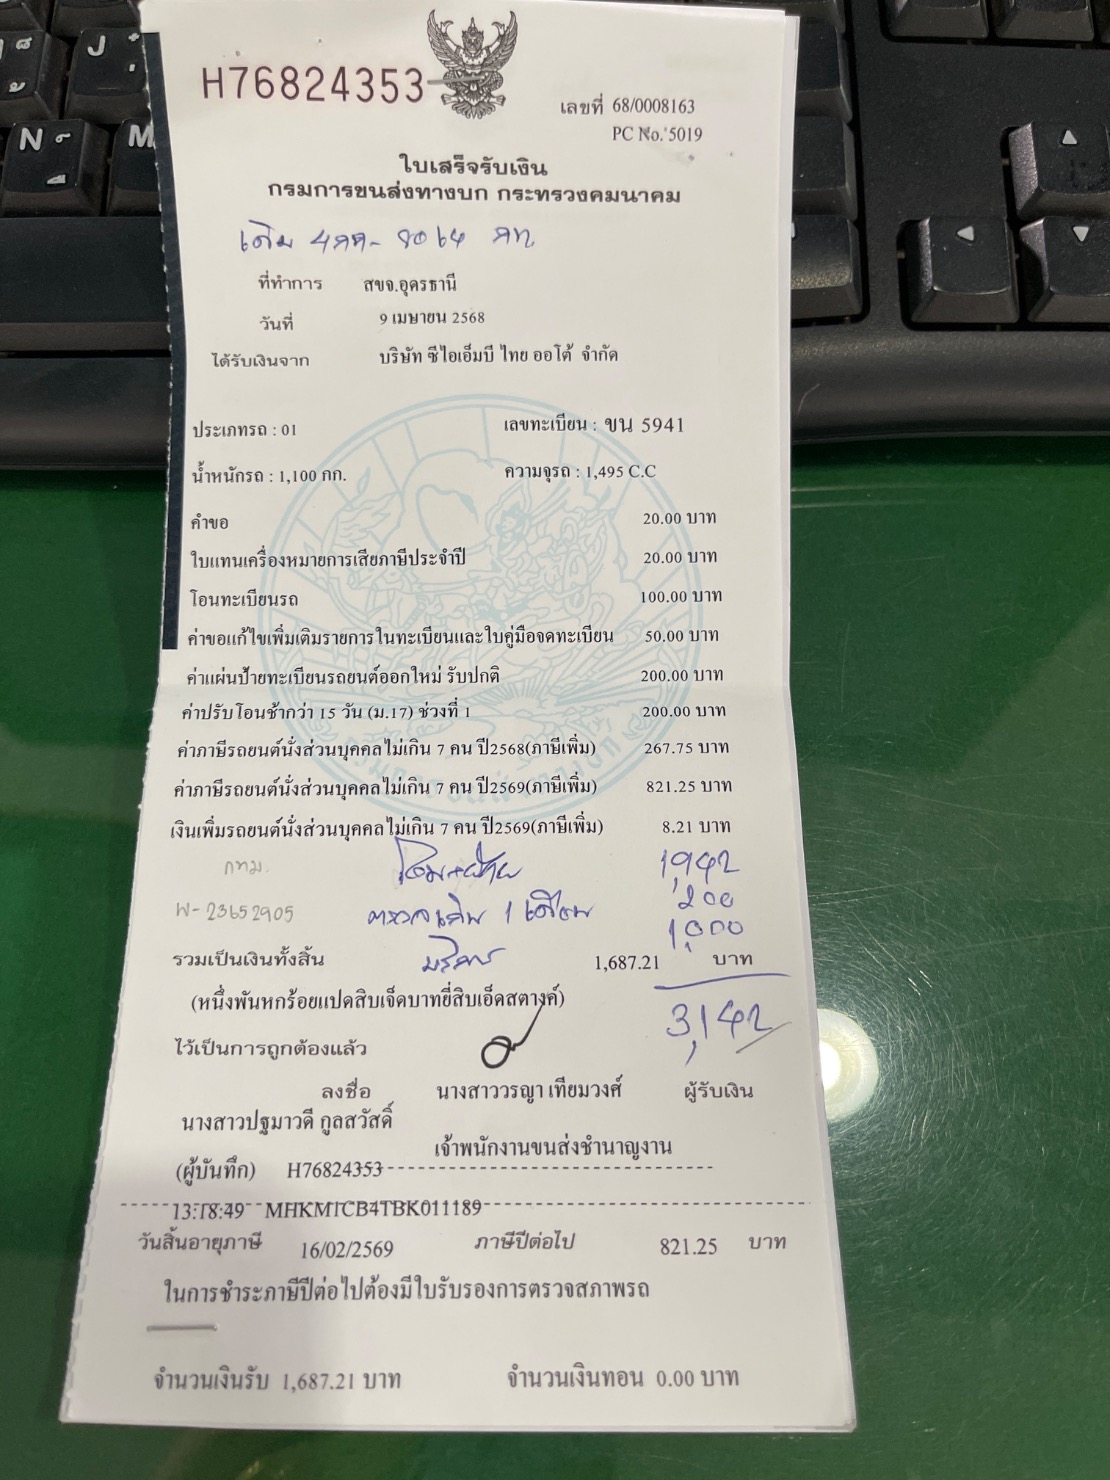 H76824353
เลขที่ 68/0008163
PC No. 5019
ใบเสร็จรับเงิน
กรมการขนส่งทางบก กระทรวงคมนาคม
เดิม 4กค-
ที่ทำการ สขจ.อุดรธานี
วันที่ 9 เมษายน 2568
ได้รับเงินจาก บริษัท ซีไอเอ็มบี ไทย ออโต้ จำกัด
ประเภทรถ : 01 เลขทะเบียน : ขน 5941
น้ำหนักรถ : 1,100 กก. ความจุรถ : 1,495 C.C
คำขอ 20.00 บาท
ใบแทนเครื่องหมายการเสียภาษีประจำปี 20.00 บาท
โอนทะเบียนรถ 100.00 บาท
ค่าขอแก้ไขเพิ่มเติมรายการในทะเบียนและใบคู่มือจดทะเบียน 50.00 บาท
ค่าแผ่นป้ายทะเบียนรถยนต์ออกใหม่ รับปกติ 200.00 บาท
ค่าปรับโอนช้ากว่า 15 วัน (ม.17) ช่วงที่ 1 200.00 บาท
ค่าภาษีรถยนต์นั่งส่วนบุคคลไม่เกิน 7 คน ปี2568(ภาษีเพิ่ม) 267.75 บาท
ค่าภาษีรถยนต์นั่งส่วนบุคคลไม่เกิน 7 คน ปี2569(ภาษีเพิ่ม) 821.25 บาท
เงินเพิ่มรถยนต์นั่งส่วนบุคคลไม่เกิน 7 คน ปี2569(ภาษีเพิ่ม) 8.21 บาท
กทม. 1,942
พ-23652905 1 เดือน 200
บริการ 1,000
รวมเป็นเงินทั้งสิ้น 1,687.21 บาท
(หนึ่งพันหกร้อยแปดสิบเจ็ดบาทยี่สิบเอ็ดสตางค์) 3,142
ไว้เป็นการถูกต้องแล้ว
ลงชื่อ นางสาววรญา เทียมวงศ์ ผู้รับเงิน
นางสาวปฐมาวดี กูลสวัสดิ์
เจ้าพนักงานขนส่งชำนาญงาน
(ผู้บันทึก) H76824353
13:18:49 MHKM1CB4TBK011189
วันสิ้นอายุภาษี 16/02/2569 ภาษีปีต่อไป 821.25 บาท
ในการชำระภาษีปีต่อไปต้องมีใบรับรองการตรวจสภาพรถ
จำนวนเงินรับ 1,687.21 บาท จำนวนเงินทอน 0.00 บาท
J
N
M